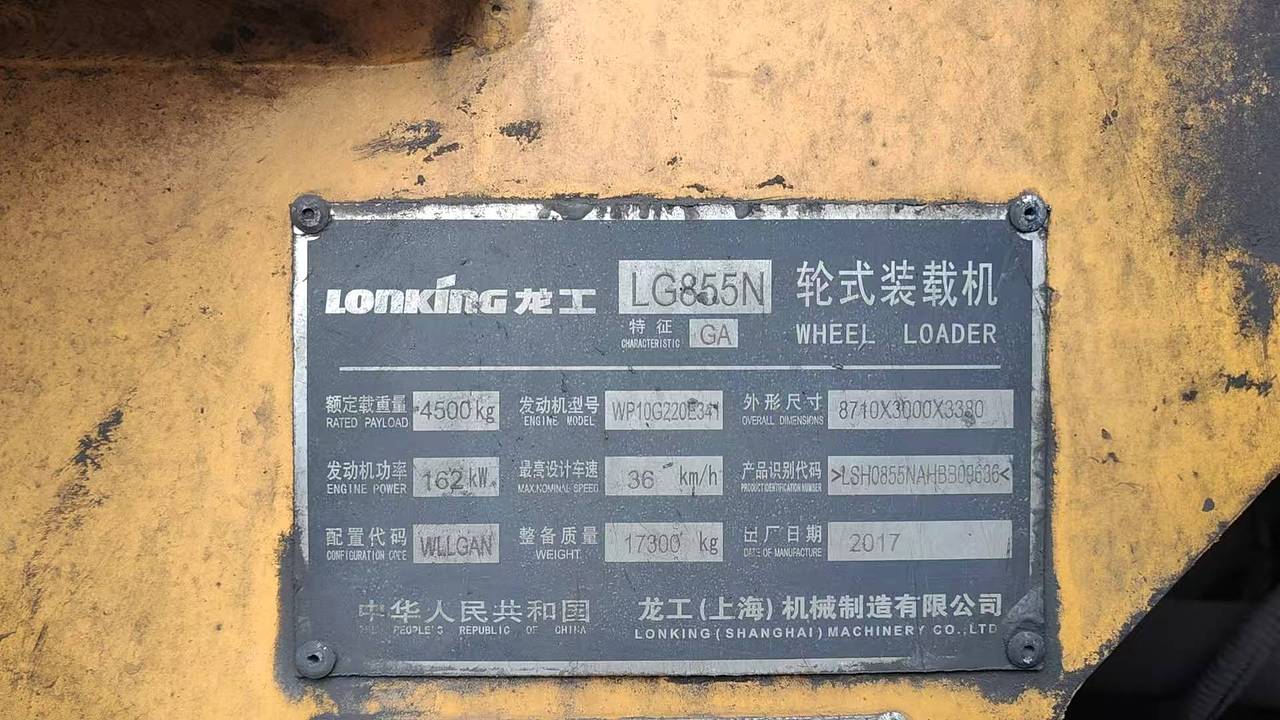 LONKING 龙工 LG855N 轮式装载机
特征 CHARACTERISTIC GA WHEEL LOADER
额定载重量 RATED PAYLOAD 4500 kg 发动机型号 ENGINE MODEL WP10G220E341 外形尺寸 OVERALL DIMENSIONS 8710X3000X3380
发动机功率 ENGINE POWER 162 kW 最高设计车速 MAX.NOMINAL SPEED 36 km/h 产品识别代码 PRODUCT IDENTIFICATION NUMBER >LSH0855NAHBB09636<
配置代码 CONFIGURATION CODE WLLGAN 整备质量 WEIGHT 17300 kg 出厂日期 DATE OF MANUFACTURE 2017
中华人民共和国 龙工(上海)机械制造有限公司
THE PEOPLE'S REPUBLIC OF CHINA LONKING(SHANGHAI)MACHINERY CO.,LTD